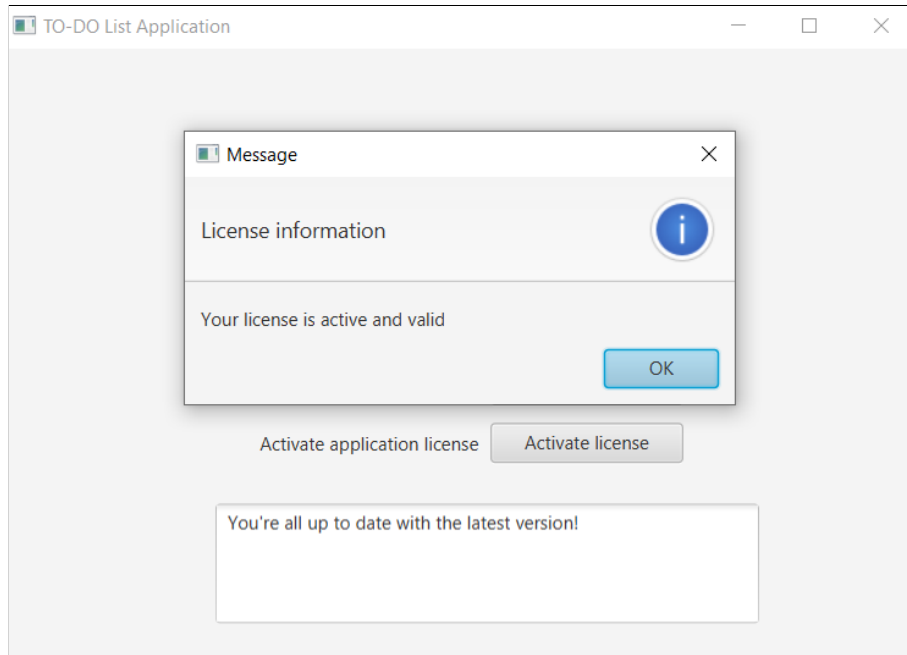 TO-DO List Application
Message
License information
Your license is active and valid
OK
Activate application license Activate license
You're all up to date with the latest version!